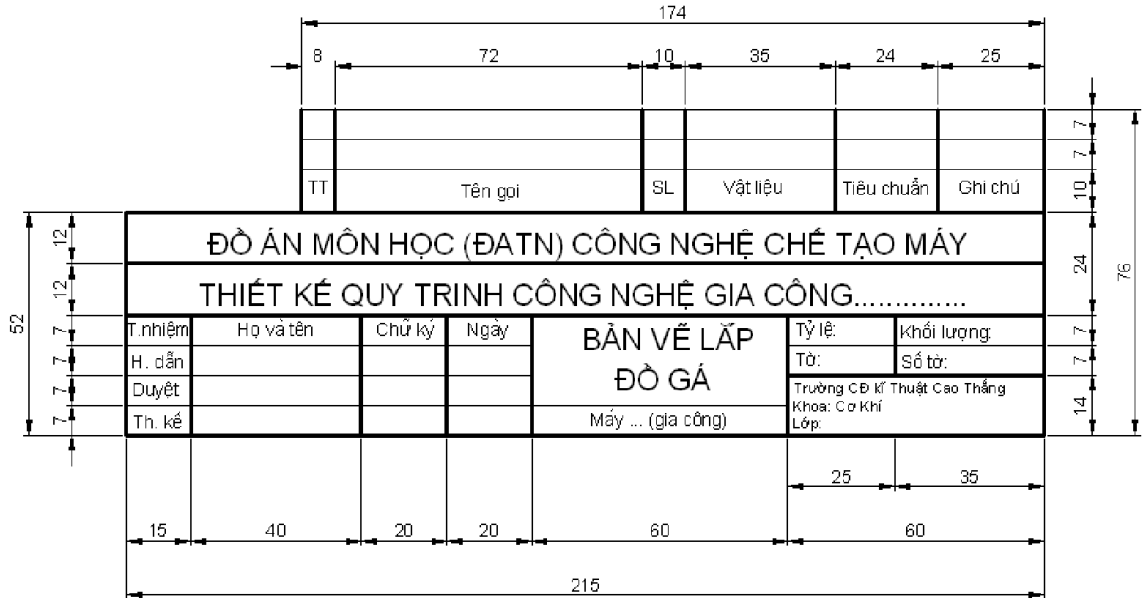 174
8 72 10 35 24 25
7
7
TT Tên gọi SL Vật liệu Tiêu chuẩn Ghi chú 10
12 ĐỒ ÁN MÔN HỌC (ĐATN) CÔNG NGHỆ CHẾ TẠO MÁY
24 76
12 THIẾT KẾ QUY TRINH CÔNG NGHỆ GIA CÔNG..............
52
7 T.nhiệm Họ và tên Chữ ký Ngày BẢN VẼ LẮP Tỷ lệ: Khối lượng: 7
7 H. dẫn ĐỒ GÁ Tờ: Số tờ: 7
7 Duyệt Trường CĐ Kĩ Thuật Cao Thắng
Khoa: Cơ Khí 14
7 Th. kế Máy ... (gia công) Lớp:
25 35
15 40 20 20 60 60
215